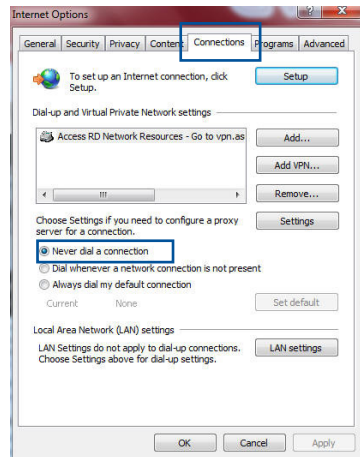 Internet Options
General Security Privacy Content Connections Programs Advanced
To set up an Internet connection, click
Setup.
Setup
Dial-up and Virtual Private Network settings
Access RD Network Resources - Go to vpn.as
Add...
Add VPN...
Remove...
Choose Settings if you need to configure a proxy
server for a connection.
Settings
Never dial a connection
Dial whenever a network connection is not present
Always dial my default connection
Current None
Set default
Local Area Network (LAN) settings
LAN Settings do not apply to dial-up connections.
Choose Settings above for dial-up settings.
LAN settings
OK Cancel Apply